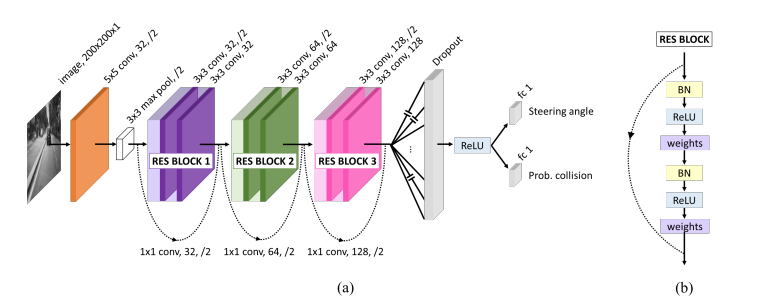 image, 200x200x1
5x5 conv, 32, /2
3x3 max pool, /2
3x3 conv, 32, /2
3x3 conv, 32
3x3 conv, 64, /2
3x3 conv, 64
3x3 conv, 128, /2
3x3 conv, 128
Dropout
RES BLOCK 1
RES BLOCK 2
RES BLOCK 3
...
ReLU
fc 1
Steering angle
fc 1
Prob. collision
1x1 conv, 32, /2
1x1 conv, 64, /2
1x1 conv, 128, /2
(a)
RES BLOCK
BN
ReLU
weights
BN
ReLU
weights
(b)